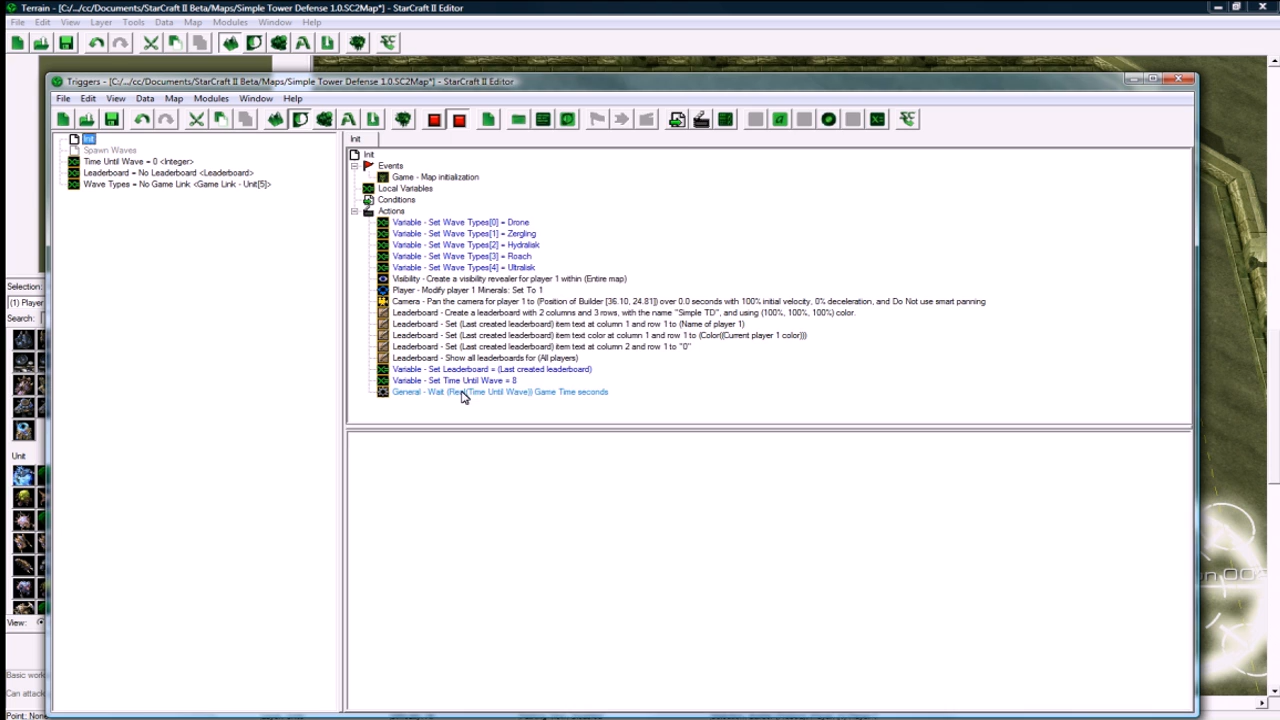 Terrain - [C:/.../cc/Documents/StarCraft II Beta/Maps/Simple Tower Defense 1.0.SC2Map*] - StarCraft II Editor
File Edit View Layer Tools Data Map Modules Window Help
Triggers - [C:/.../cc/Documents/StarCraft II Beta/Maps/Simple Tower Defense 1.0.SC2Map*] - StarCraft II Editor
File Edit View Data Map Modules Window Help
Init
Spawn Waves
Time Until Wave = 0 <Integer>
Leaderboard = No Leaderboard <Leaderboard>
Wave Types = No Game Link <Game Link - Unit[5]>
Init
Init
Events
Game - Map initialization
Local Variables
Conditions
Actions
Variable - Set Wave Types[0] = Drone
Variable - Set Wave Types[1] = Zergling
Variable - Set Wave Types[2] = Hydralisk
Variable - Set Wave Types[3] = Roach
Variable - Set Wave Types[4] = Ultralisk
Visibility - Create a visibility revealer for player 1 within (Entire map)
Player - Modify player 1 Minerals: Set To 1
Camera - Pan the camera for player 1 to (Position of Builder [36.10, 24.81]) over 0.0 seconds with 100% initial velocity, 0% deceleration, and Do Not use smart panning
Leaderboard - Create a leaderboard with 2 columns and 3 rows, with the name "Simple TD", and using (100%, 100%, 100%) color.
Leaderboard - Set (Last created leaderboard) item text at column 1 and row 1 to (Name of player 1)
Leaderboard - Set (Last created leaderboard) item text color at column 1 and row 1 to (Color((Current player 1 color)))
Leaderboard - Set (Last created leaderboard) item text at column 2 and row 1 to "0"
Leaderboard - Show all leaderboards for (All players)
Variable - Set Leaderboard = (Last created leaderboard)
Variable - Set Time Until Wave = 8
General - Wait (Real(Time Until Wave)) Game Time seconds
Selection:
(1) Player
Search:
Unit
View:
Basic work
Can attack
Point: None